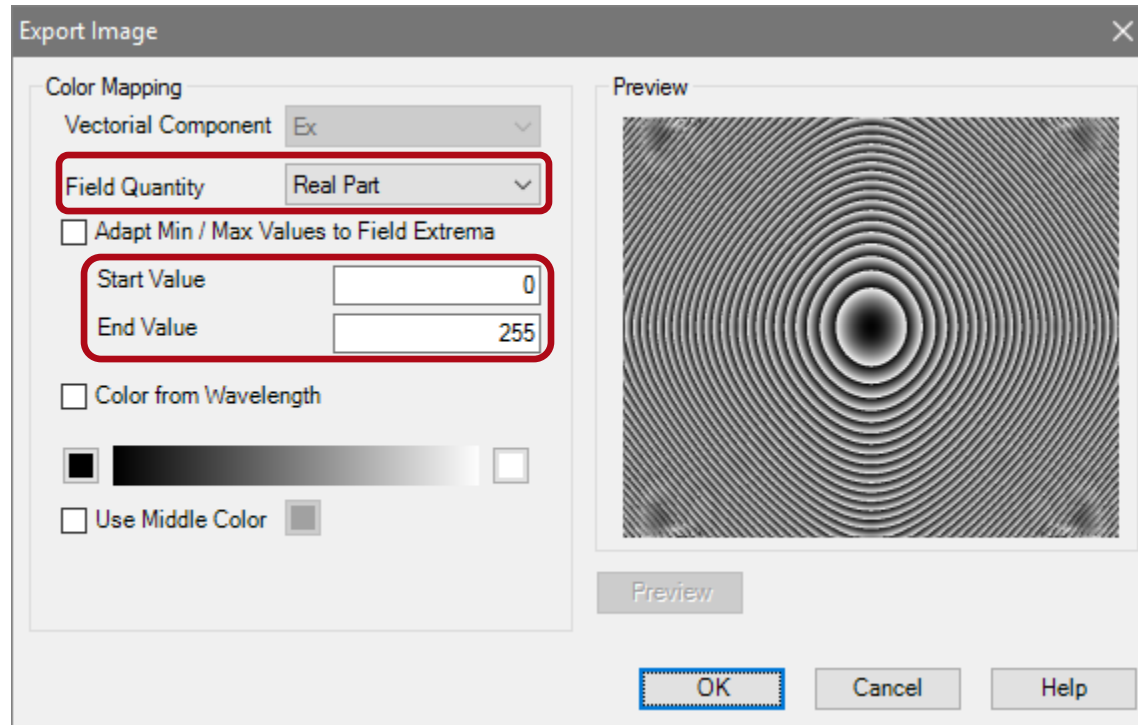 Export Image
Color Mapping
Vectorial Component Ex
Field Quantity Real Part
Adapt Min / Max Values to Field Extrema
Start Value 0
End Value 255
Color from Wavelength
Use Middle Color
Preview
Preview
OK Cancel Help